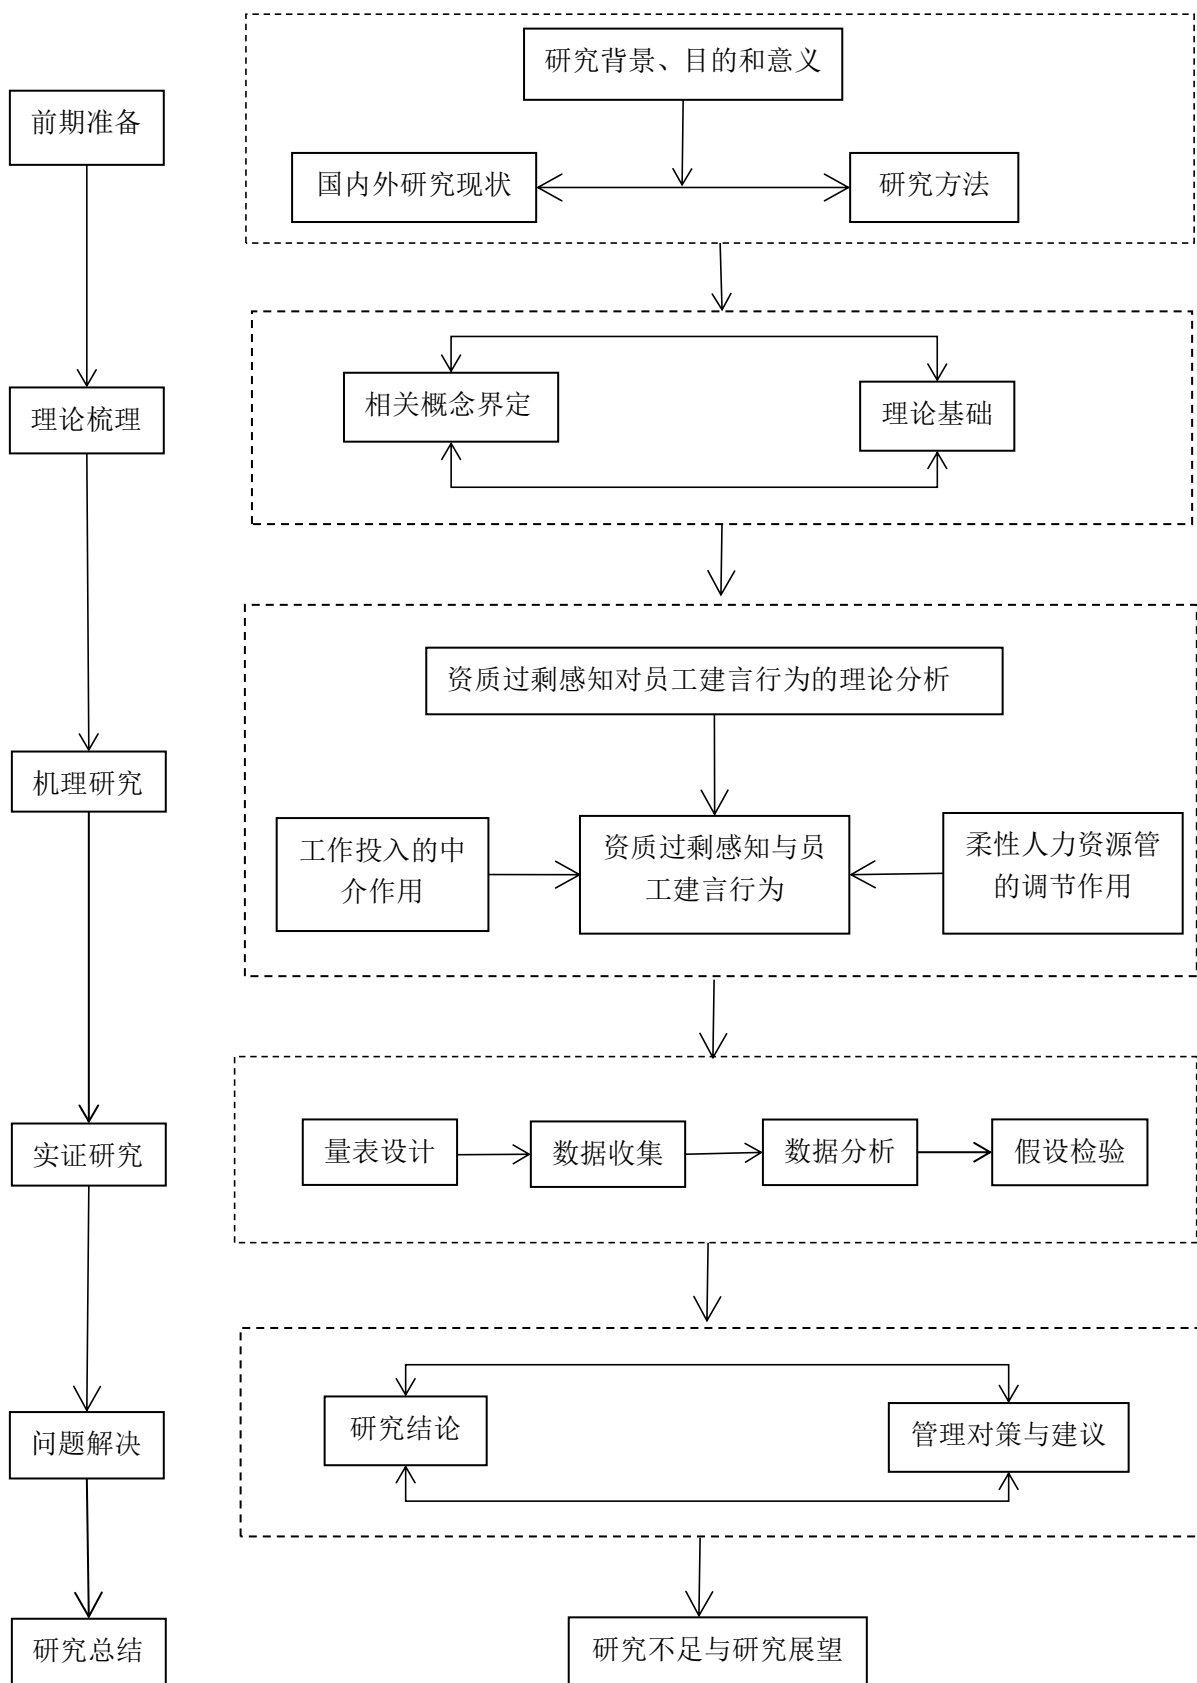 研究背景、目的和意义
前期准备
国内外研究现状
研究方法
相关概念界定
理论基础
理论梳理
资质过剩感知对员工建言行为的理论分析
机理研究
工作投入的中
介作用
资质过剩感知与员
工建言行为
柔性人力资源管
的调节作用
实证研究
量表设计
数据收集
数据分析
假设检验
问题解决
研究结论
管理对策与建议
研究总结
研究不足与研究展望